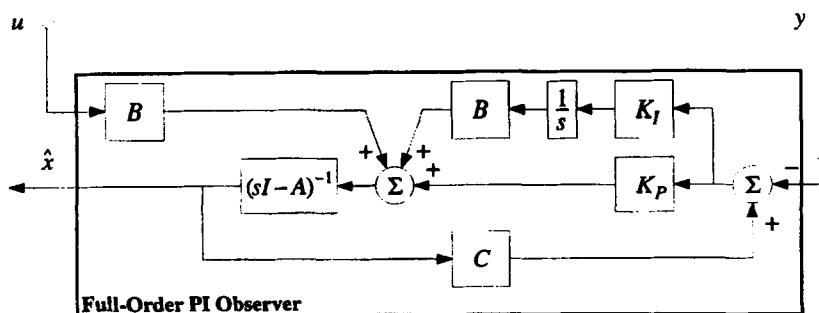 u y
B B 1/s K_I
x̂ + + + −
(sI−A)⁻¹ Σ K_P Σ
+
C
Full-Order PI Observer